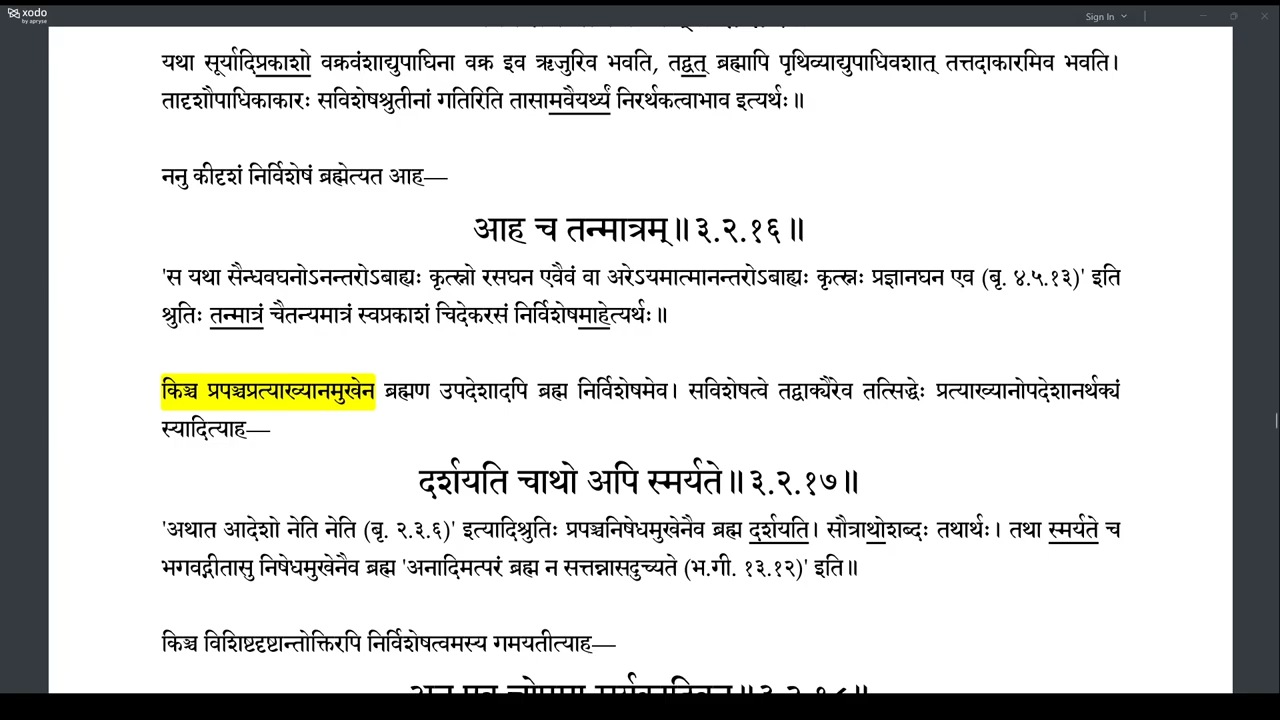 xodo
by apryse
Sign In
यथा सूर्यादिप्रकाशो वक्रवंशाद्युपाधिना वक्र इव ऋजुरिव भवति, तद्वत् ब्रह्मापि पृथिव्याद्युपाधिवशात् तत्तदाकारमिव भवति।
तादृशौपाधिकाकारः सविशेषश्रुतीनां गतिरिति तासामवैयर्थ्यं निरर्थकत्वाभाव इत्यर्थः॥
ननु कीदृशं निर्विशेषं ब्रह्मेत्यत आह—
आह च तन्मात्रम्॥३.२.१६॥
'स यथा सैन्धवघनोऽनन्तरोऽबाह्यः कृत्स्नो रसघन एवैवं वा अरेऽयमात्मानन्तरोऽबाह्यः कृत्स्नः प्रज्ञानघन एव (बृ. ४.५.१३)' इति
श्रुतिः तन्मात्रं चैतन्यमात्रं स्वप्रकाशं चिदेकरसं निर्विशेषमाहेत्यर्थः॥
किञ्च प्रपञ्चप्रत्याख्यानमुखेन ब्रह्मण उपदेशादपि ब्रह्म निर्विशेषमेव। सविशेषत्वे तद्वाक्यैरेव तत्सिद्धेः प्रत्याख्यानोपदेशानर्थक्यं
स्यादित्याह—
दर्शयति चाथो अपि स्मर्यते॥३.२.१७॥
'अथात आदेशो नेति नेति (बृ. २.३.६)' इत्यादिश्रुतिः प्रपञ्चनिषेधमुखेनैव ब्रह्म दर्शयति। सौत्राथोशब्दः तथार्थः। तथा स्मर्यते च
भगवद्गीतासु निषेधमुखेनैव ब्रह्म 'अनादिमत्परं ब्रह्म न सत्तन्नासदुच्यते (भ.गी. १३.१२)' इति॥
किञ्च विशिष्टदृष्टान्तोक्तिरपि निर्विशेषत्वमस्य गमयतीत्याह—